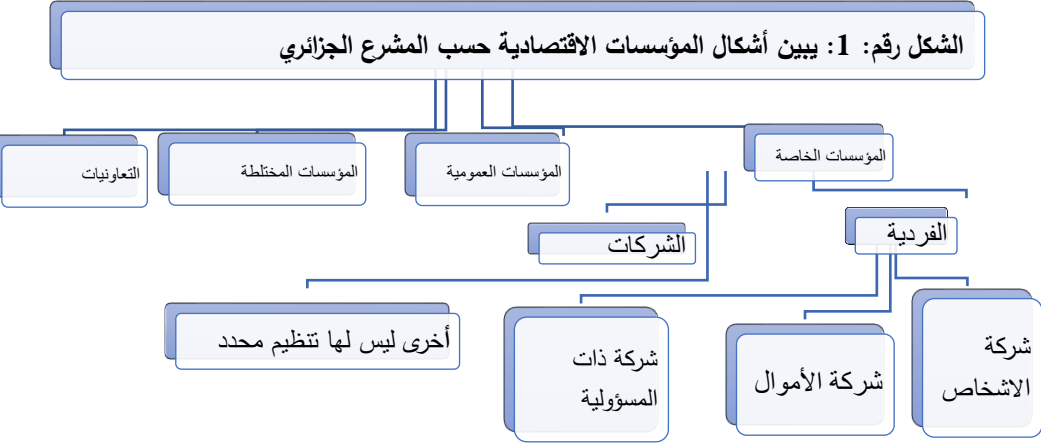 الشكل رقم: 1: يبين أشكال المؤسسات الاقتصادية حسب المشرع الجزائري
المؤسسات الخاصة
المؤسسات العمومية
المؤسسات المختلطة
التعاونيات
الفردية
الشركات
أخرى ليس لها تنظيم محدد
شركة
الاشخاص
شركة الأموال
شركة ذات
المسؤولية